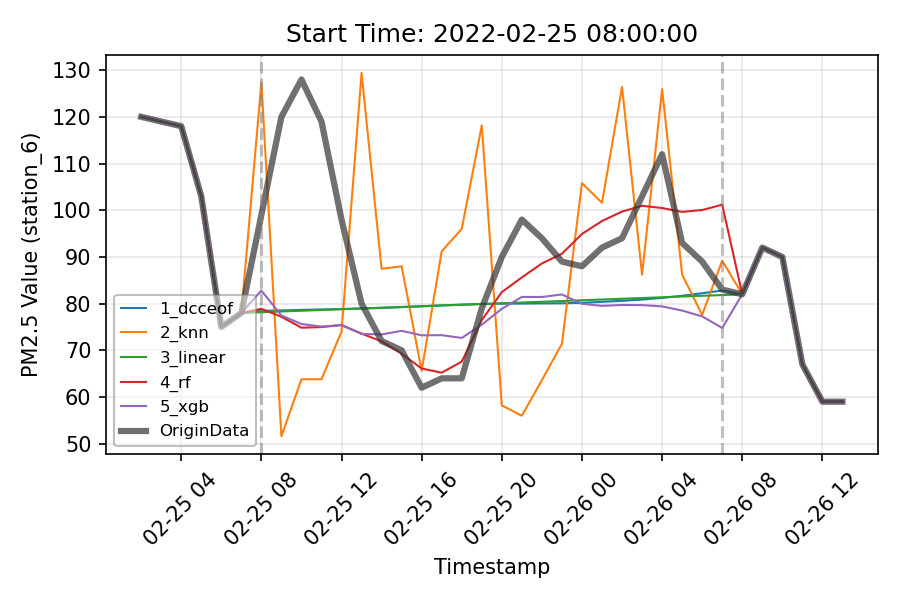 Start Time: 2022-02-25 08:00:00
PM2.5 Value (station_6)
130
120
110
100
90
80
70
60
50
1_dcceof
2_knn
3_linear
4_rf
5_xgb
OriginData
02-25 04
02-25 08
02-25 12
02-25 16
02-25 20
02-26 00
02-26 04
02-26 08
02-26 12
Timestamp